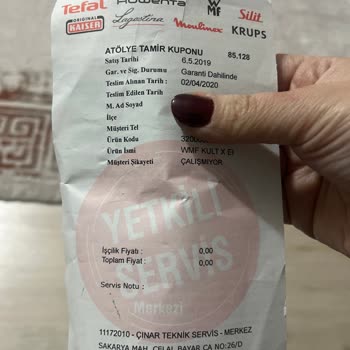 Tefal ROWENTA WMF Silit
ORIGINAL KAISER Lagostina Moulinex KRUPS
ATÖLYE TAMİR KUPONU 85,128
Satış Tarihi 6.5.2019
Gar. ve Sig. Durumu Garanti Dahilinde
Teslim Alınan Tarih : 02/04/2020
Teslim Edilen Tarih
M. Ad Soyad
İlçe
Müşteri Tel
Ürün Kodu
Ürün İsmi WMF KULT X
Müşteri Şikayeti ÇALIŞMIYOR
YETKİLİ
SERVİS
Merkezi
İşçilik Fiyatı : 0,00
Toplam Fiyat : 0,00
Servis Notu :
11172010 - ÇINAR TEKNİK SERVİS - MERKEZ
SAKARYA MAH. CELAL BAYAR CA NO:26/D